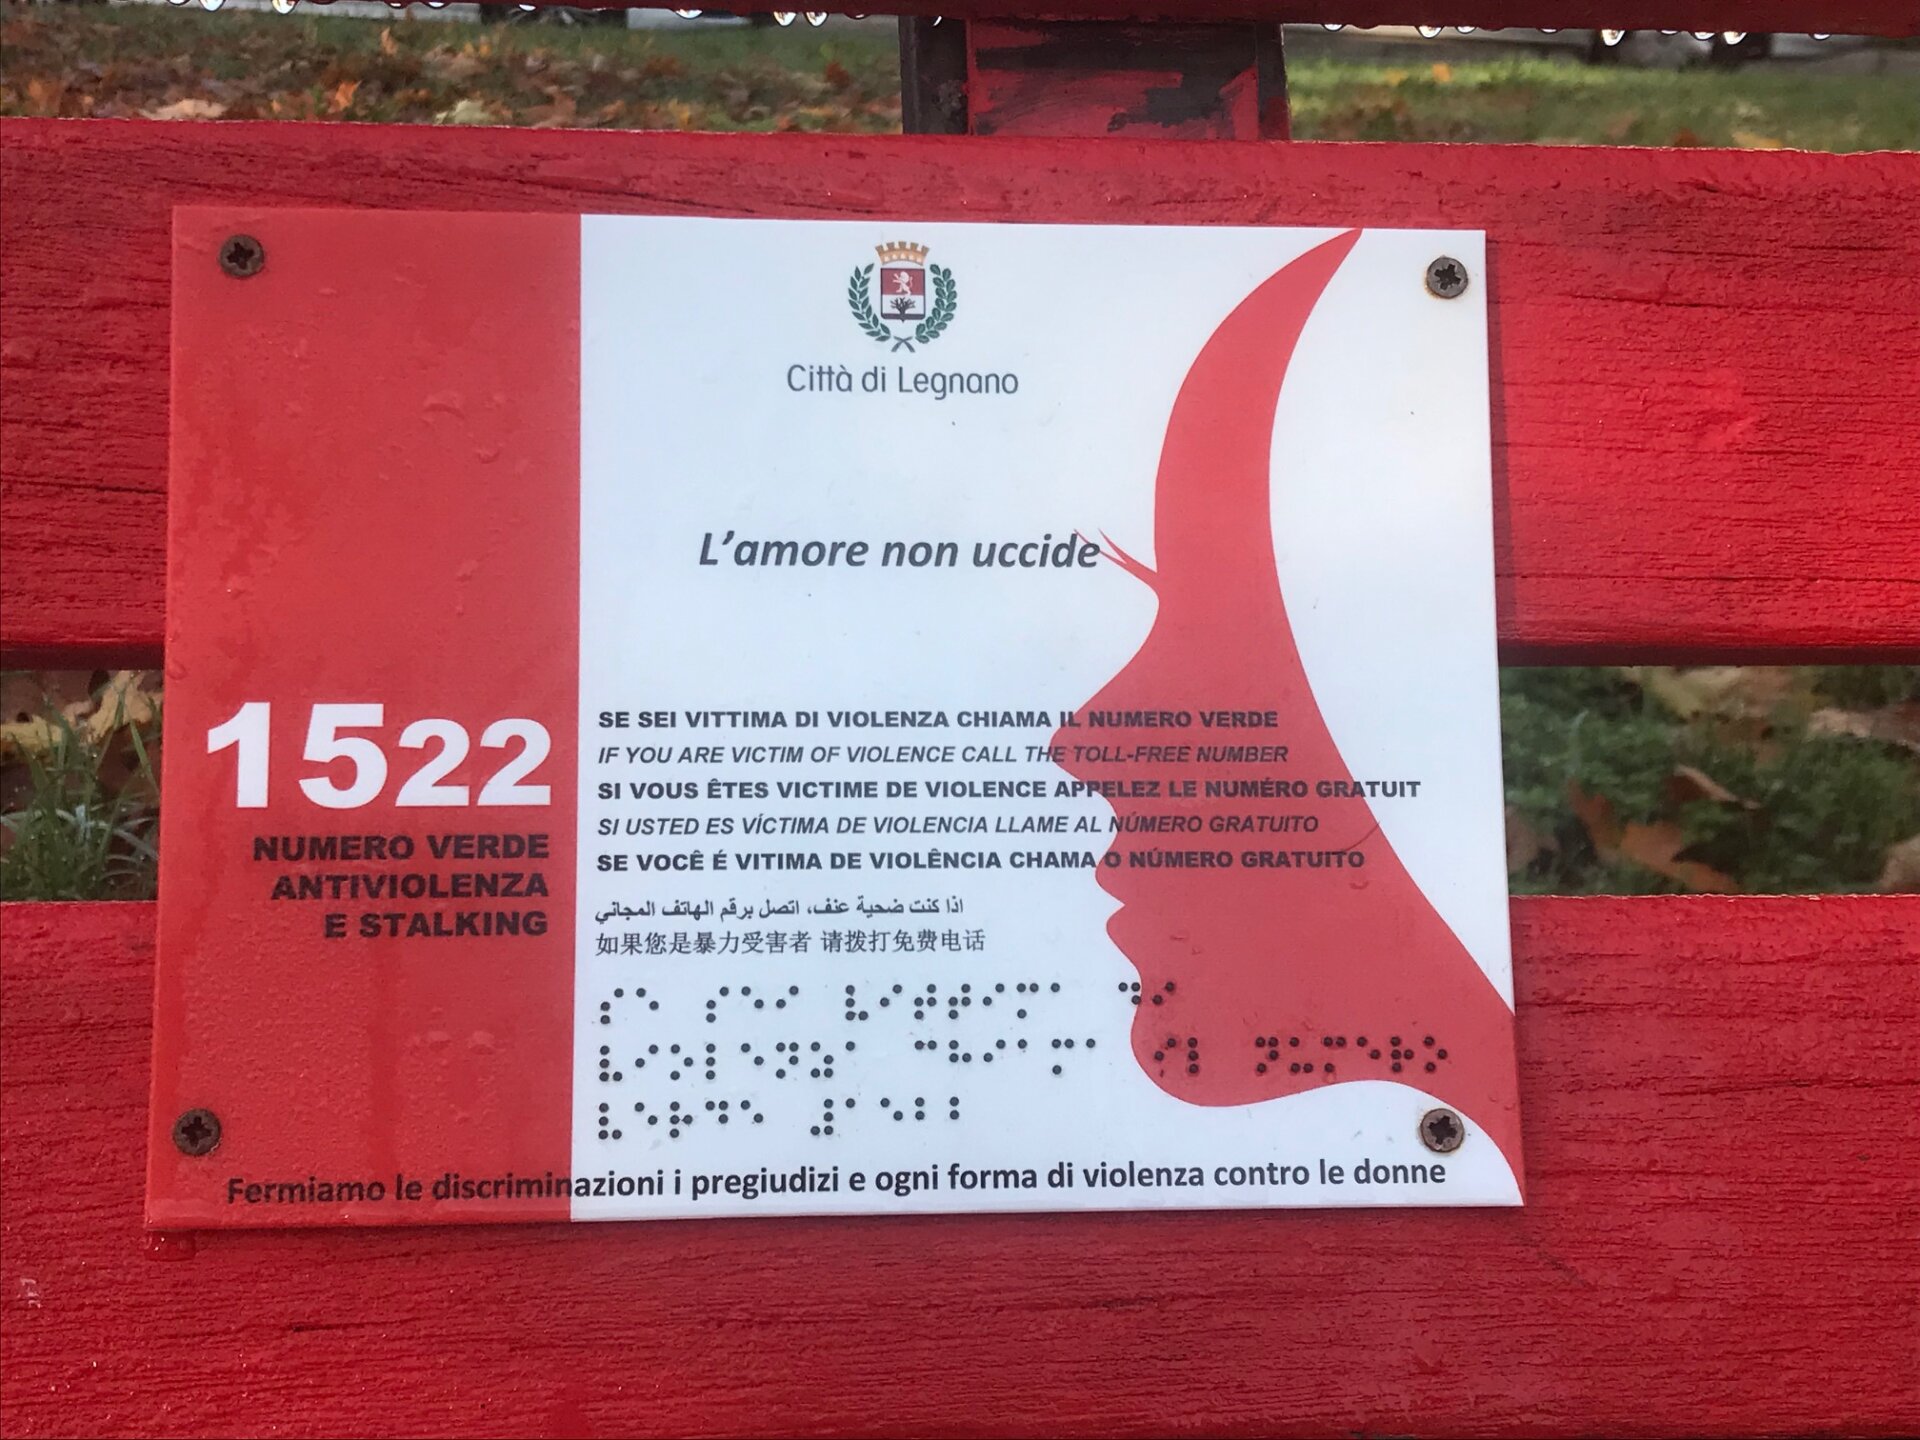 Città di Legnano
L'amore non uccide
1522
NUMERO VERDE
ANTIVIOLENZA
E STALKING
SE SEI VITTIMA DI VIOLENZA CHIAMA IL NUMERO VERDE
IF YOU ARE VICTIM OF VIOLENCE CALL THE TOLL-FREE NUMBER
SI VOUS ÊTES VICTIME DE VIOLENCE APPELEZ LE NUMÉRO GRATUIT
SI USTED ES VÍCTIMA DE VIOLENCIA LLAME AL NÚMERO GRATUITO
SE VOCÊ É VITIMA DE VIOLÊNCIA CHAMA O NÚMERO GRATUITO
اذا كنت ضحية عنف، اتصل برقم الهاتف المجاني
如果您是暴力受害者 请拨打免费电话
⠎⠑ ⠎⠑⠊ ⠧⠊⠞⠞⠊⠍⠁ ⠙⠊
⠧⠊⠕⠇⠑⠝⠵⠁ ⠉⠓⠊⠁⠍⠁ ⠊⠇ ⠝⠥⠍⠑⠗⠕
⠧⠑⠗⠙⠑ ⠼⠁⠑⠃⠃
Fermiamo le discriminazioni i pregiudizi e ogni forma di violenza contro le donne